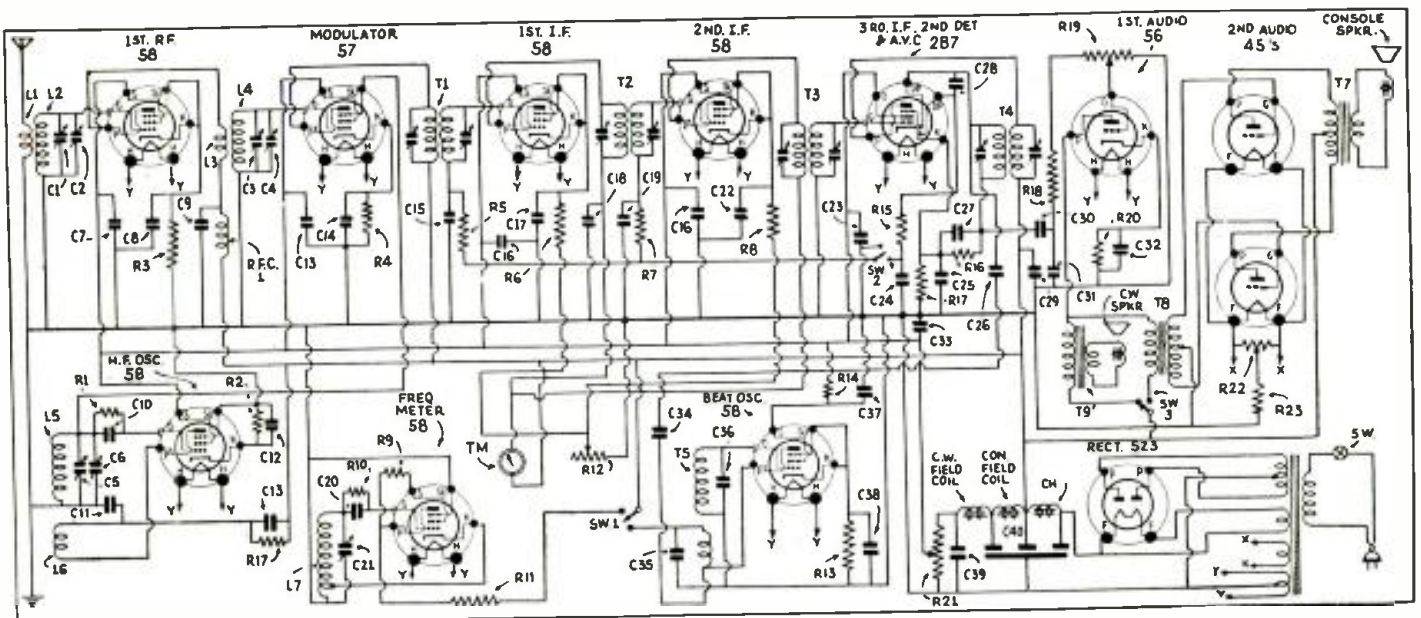 1ST. R.F.
58
MODULATOR
57
1ST. I.F.
58
2ND. I.F.
58
3RD. I.F. 2ND DET
& A.V.C
2B7
R19
1ST. AUDIO
56
2ND AUDIO
45'S
CONSOLE
SPKR.
L1
L2
C1
C2
L3
L4
C3
C4
T1
T2
T3
C28
T4
T7
C7
C8
R3
C9
R.F.C.
1
C13
C14
R4
C15
R5
C16
C17
R6
C18
C19
R7
C16
C22
R8
C23
SW
2
R15
C24
C27
R16
C25
R17
C26
C33
R18
C30
C29
C31
R20
C32
CW
SPKR
T8
T9
SW
3
R22
R23
X
X
H.F. OSC.
58
R1
C10
R2
L5
C6
C5
C11
C12
C13
R17
L6
FREQ
METER
58
TM
R9
R10
C20
C21
L7
R11
R12
SW1
C34
C35
T5
C36
BEAT OSC.
58
R14
C37
C38
R13
C.W.
FIELD
COIL
CON
FIELD
COIL
CH
C40
C39
R21
RECT. 523
SW.
X
X
Y
Y